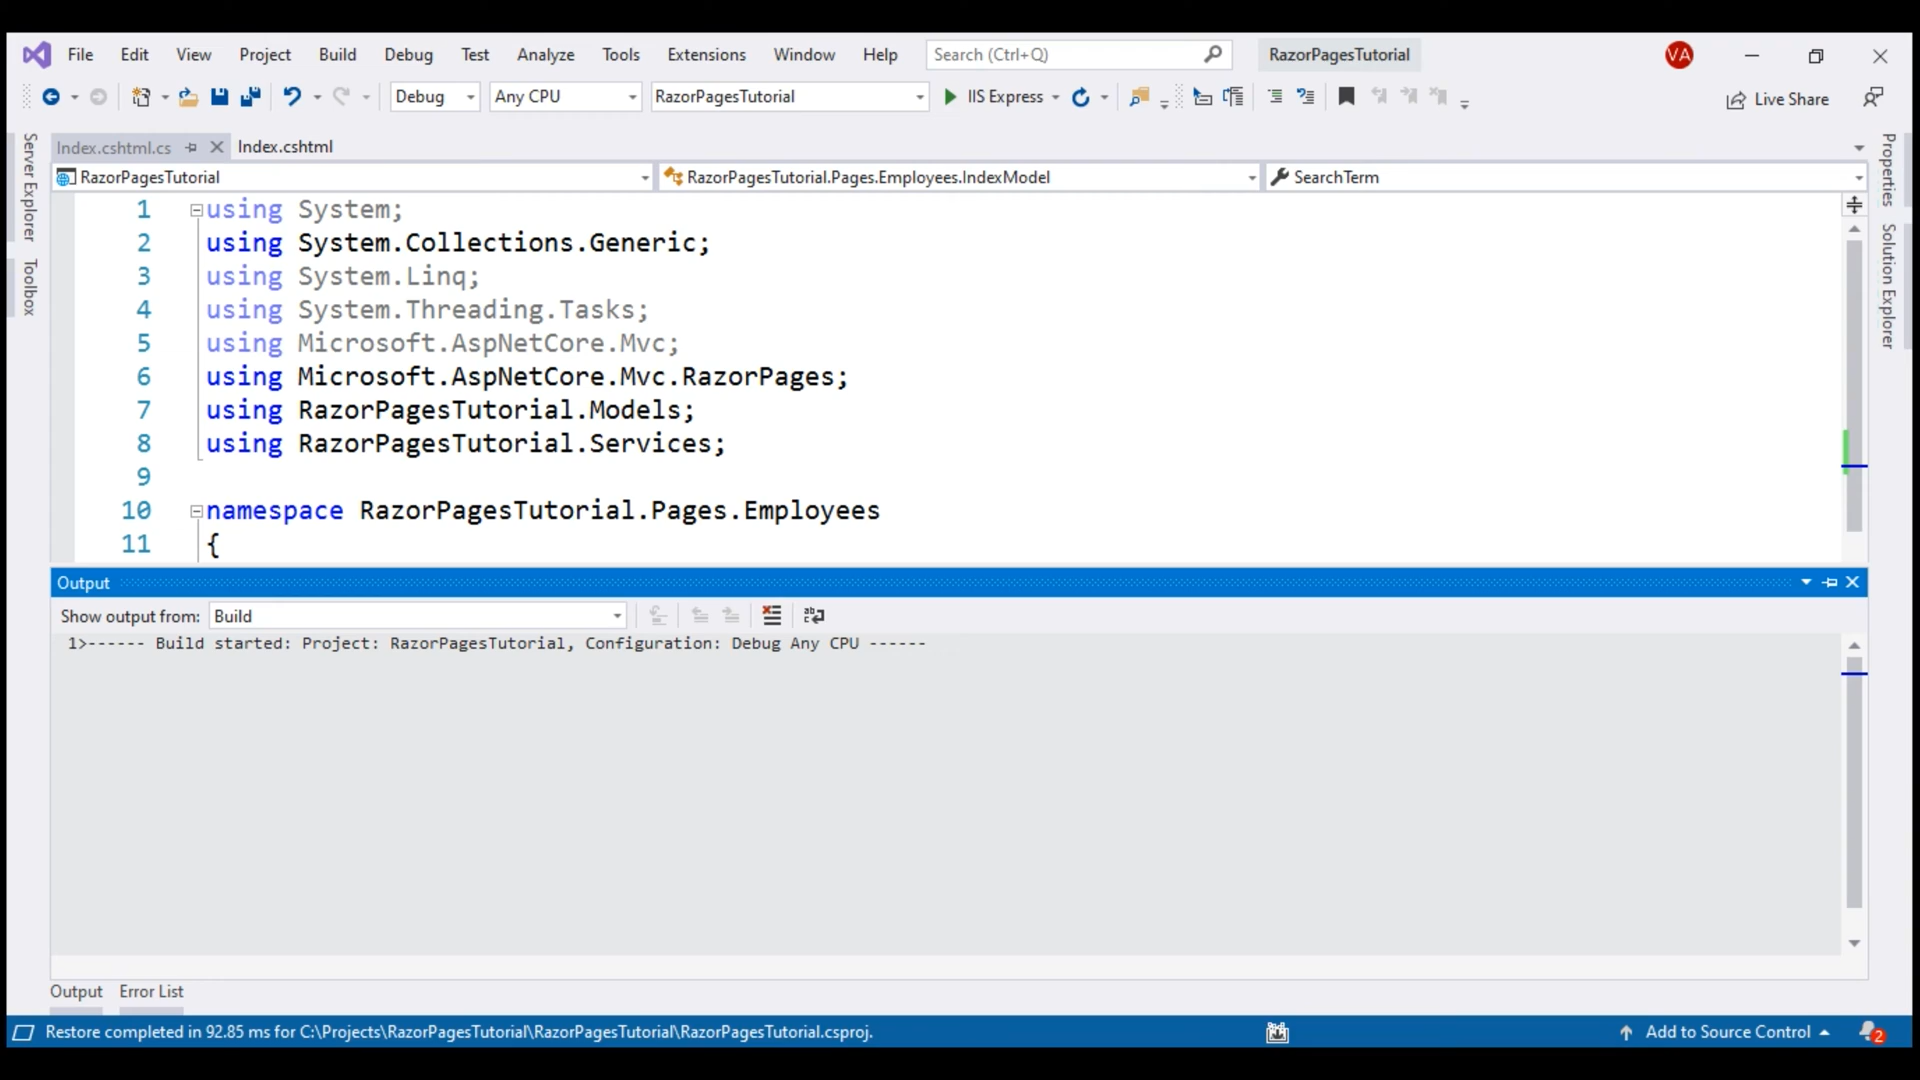 File Edit View Project Build Debug Test Analyze Tools Extensions Window Help Search (Ctrl+Q) RazorPagesTutorial VA
Debug Any CPU RazorPagesTutorial IIS Express Live Share
Server Explorer
Toolbox
Index.cshtml.cs Index.cshtml
RazorPagesTutorial RazorPagesTutorial.Pages.Employees.IndexModel SearchTerm
1 using System;
2 using System.Collections.Generic;
3 using System.Linq;
4 using System.Threading.Tasks;
5 using Microsoft.AspNetCore.Mvc;
6 using Microsoft.AspNetCore.Mvc.RazorPages;
7 using RazorPagesTutorial.Models;
8 using RazorPagesTutorial.Services;
9
10 namespace RazorPagesTutorial.Pages.Employees
11 {
Properties
Solution Explorer
Output
Show output from: Build
1>------ Build started: Project: RazorPagesTutorial, Configuration: Debug Any CPU ------
Output Error List
Restore completed in 92.85 ms for C:\Projects\RazorPagesTutorial\RazorPagesTutorial\RazorPagesTutorial.csproj. Add to Source Control 2